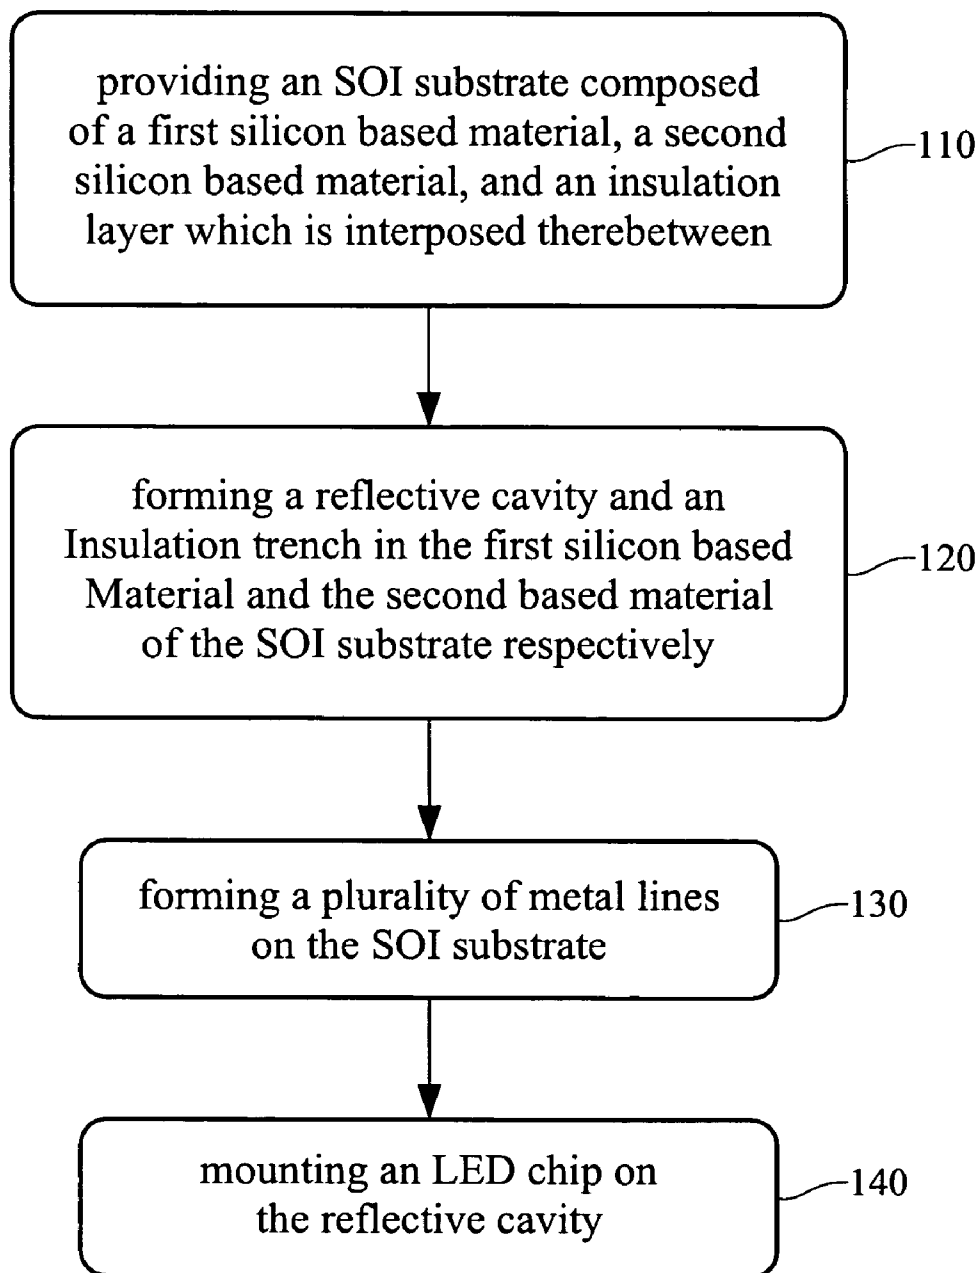 providing an SOI substrate composed
of a first silicon based material, a second
silicon based material, and an insulation
layer which is interposed therebetween
110
forming a reflective cavity and an
Insulation trench in the first silicon based
Material and the second based material
of the SOI substrate respectively
120
forming a plurality of metal lines
on the SOI substrate
130
mounting an LED chip on
the reflective cavity
140